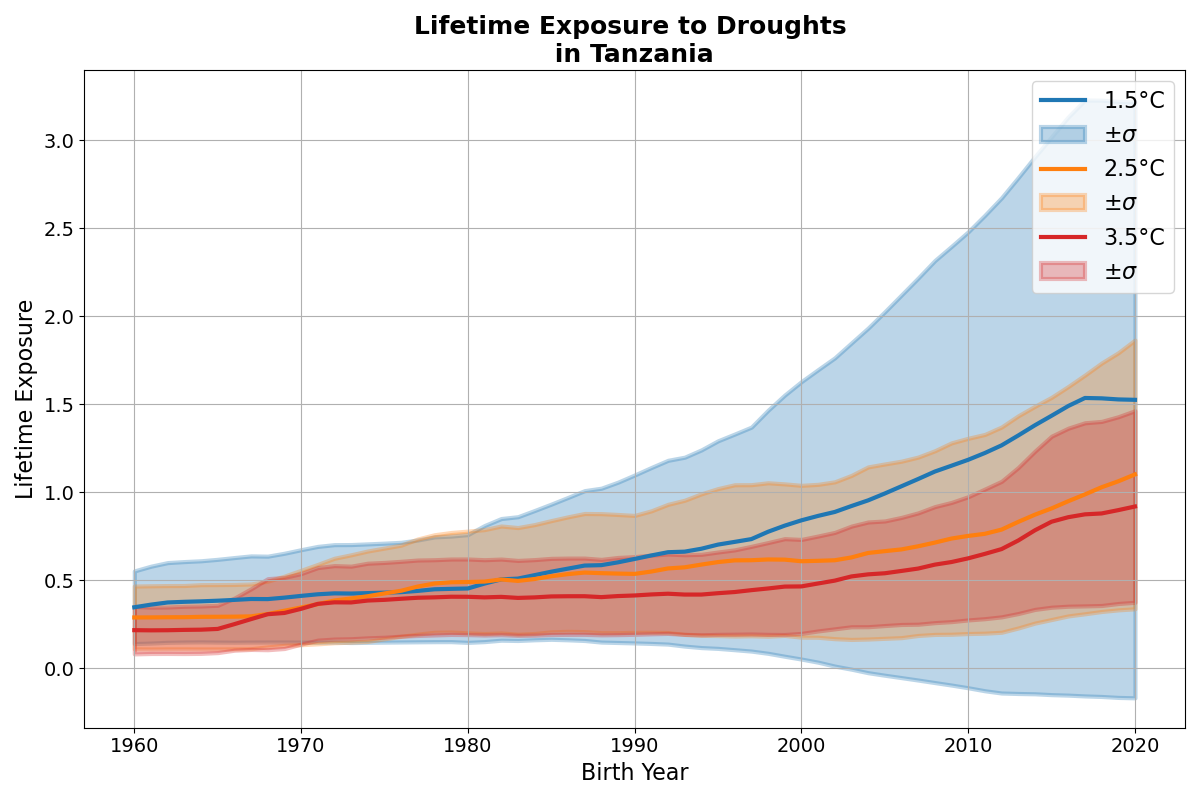 Lifetime Exposure to Droughts
in Tanzania
Lifetime Exposure
3.0
2.5
2.0
1.5
1.0
0.5
0.0
1.5°C
±σ
2.5°C
±σ
3.5°C
±σ
1960
1970
1980
1990
2000
2010
2020
Birth Year